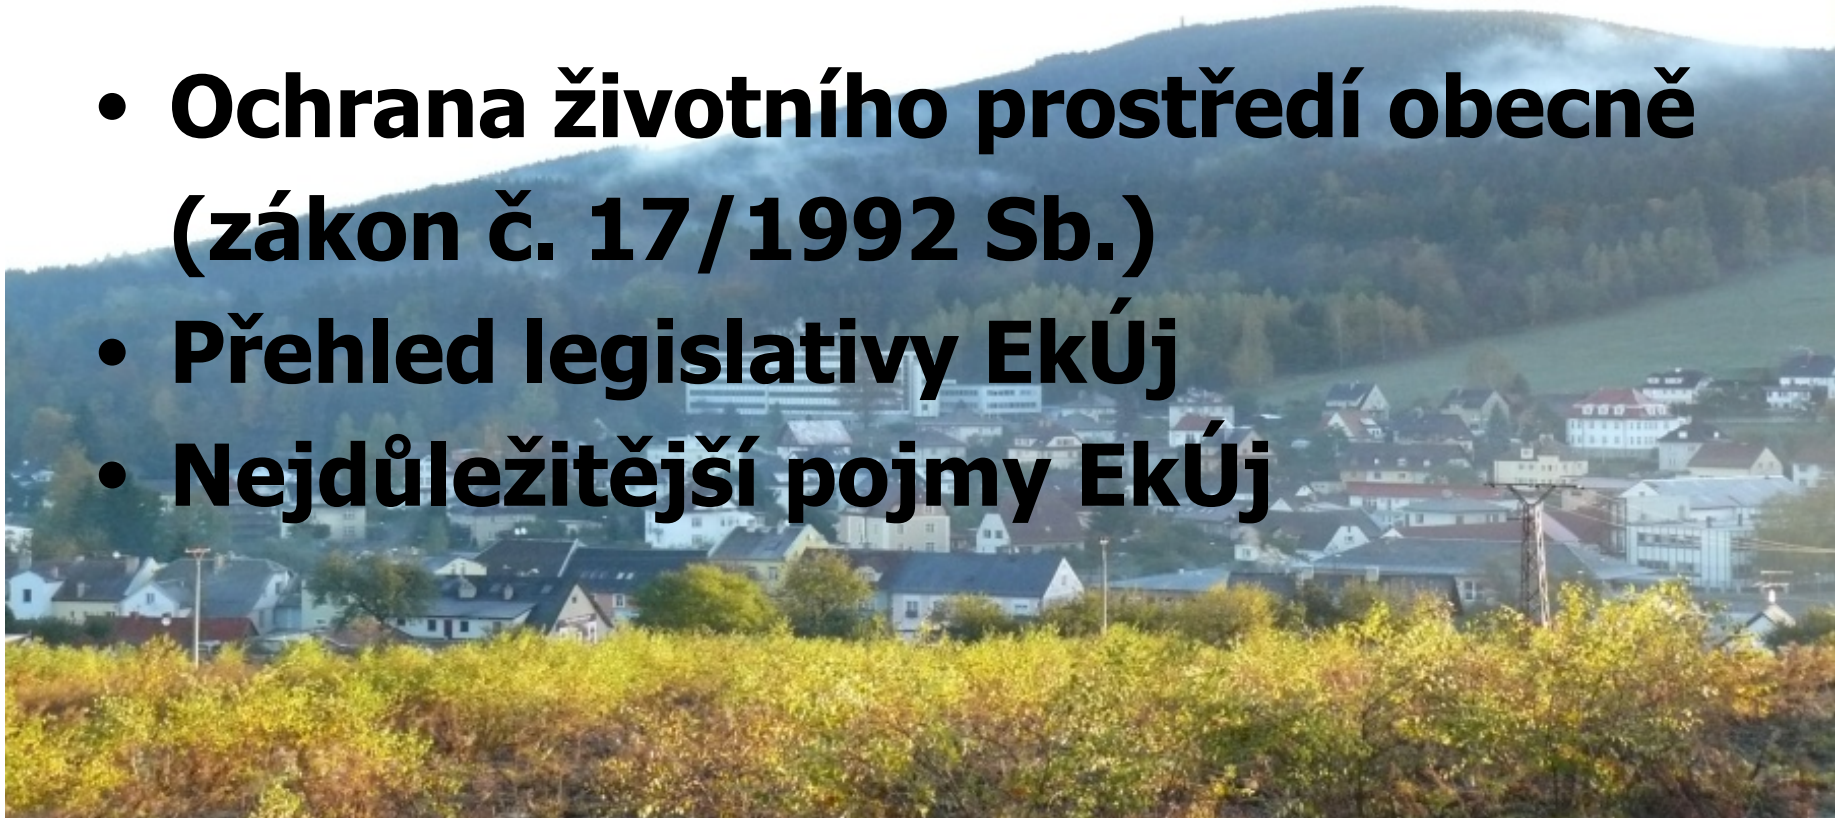 • Ochrana životního prostředí obecně
(zákon č. 17/1992 Sb.)
• Přehled legislativy EkÚj
• Nejdůležitější pojmy EkÚj